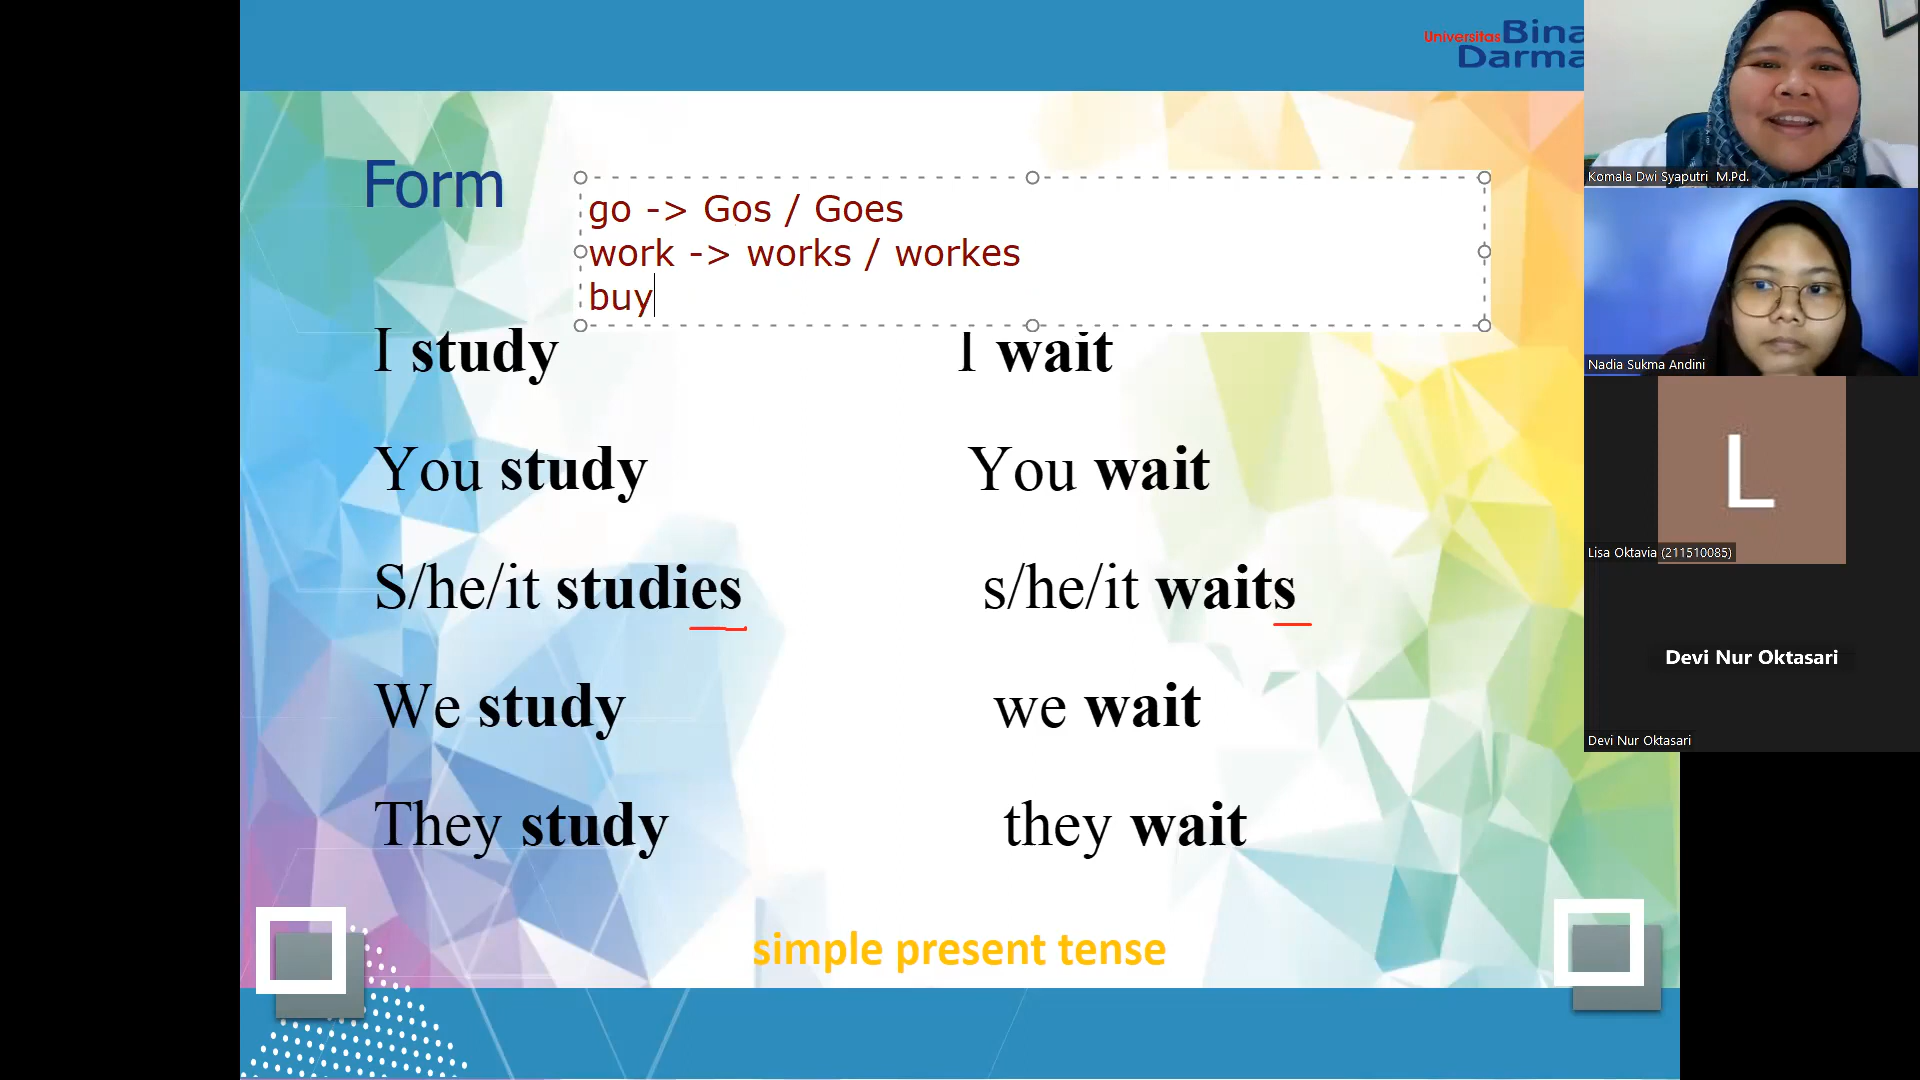 Universitas Bina
Darma
Form
go -> Gos / Goes
work -> works / workes
buy
I study
I wait
You study
You wait
S/he/it studies
s/he/it waits
We study
we wait
They study
they wait
simple present tense
Komala Dwi Syaputri M.Pd.
Nadia Sukma Andini
L
Lisa Oktavia (211510085)
Devi Nur Oktasari
Devi Nur Oktasari